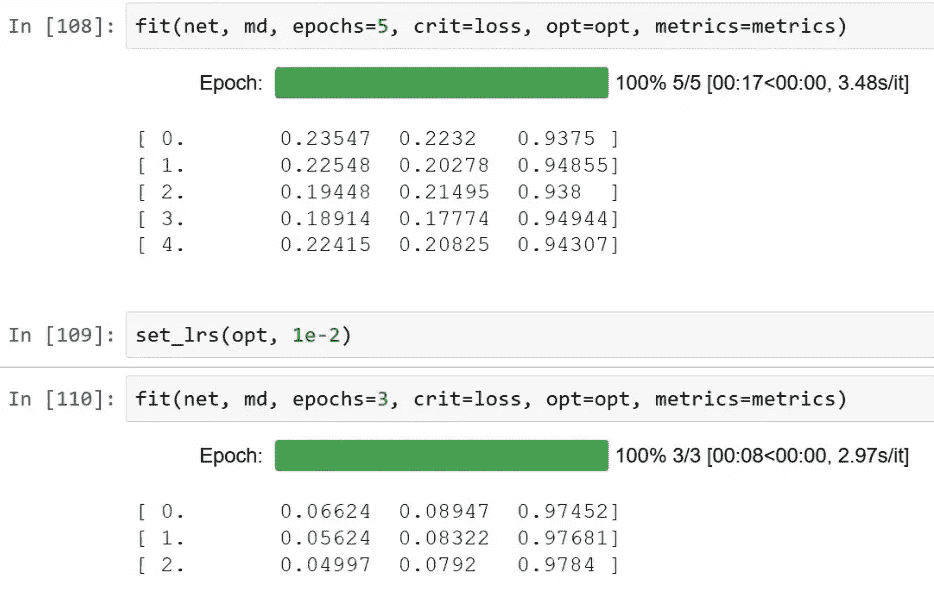 In [108]: fit(net, md, epochs=5, crit=loss, opt=opt, metrics=metrics)
Epoch: 100% 5/5 [00:17<00:00, 3.48s/it]
[ 0. 0.23547 0.2232 0.9375 ]
[ 1. 0.22548 0.20278 0.94855]
[ 2. 0.19448 0.21495 0.938 ]
[ 3. 0.18914 0.17774 0.94944]
[ 4. 0.22415 0.20825 0.94307]
In [109]: set_lrs(opt, 1e-2)
In [110]: fit(net, md, epochs=3, crit=loss, opt=opt, metrics=metrics)
Epoch: 100% 3/3 [00:08<00:00, 2.97s/it]
[ 0. 0.06624 0.08947 0.97452]
[ 1. 0.05624 0.08322 0.97681]
[ 2. 0.04997 0.0792 0.9784 ]